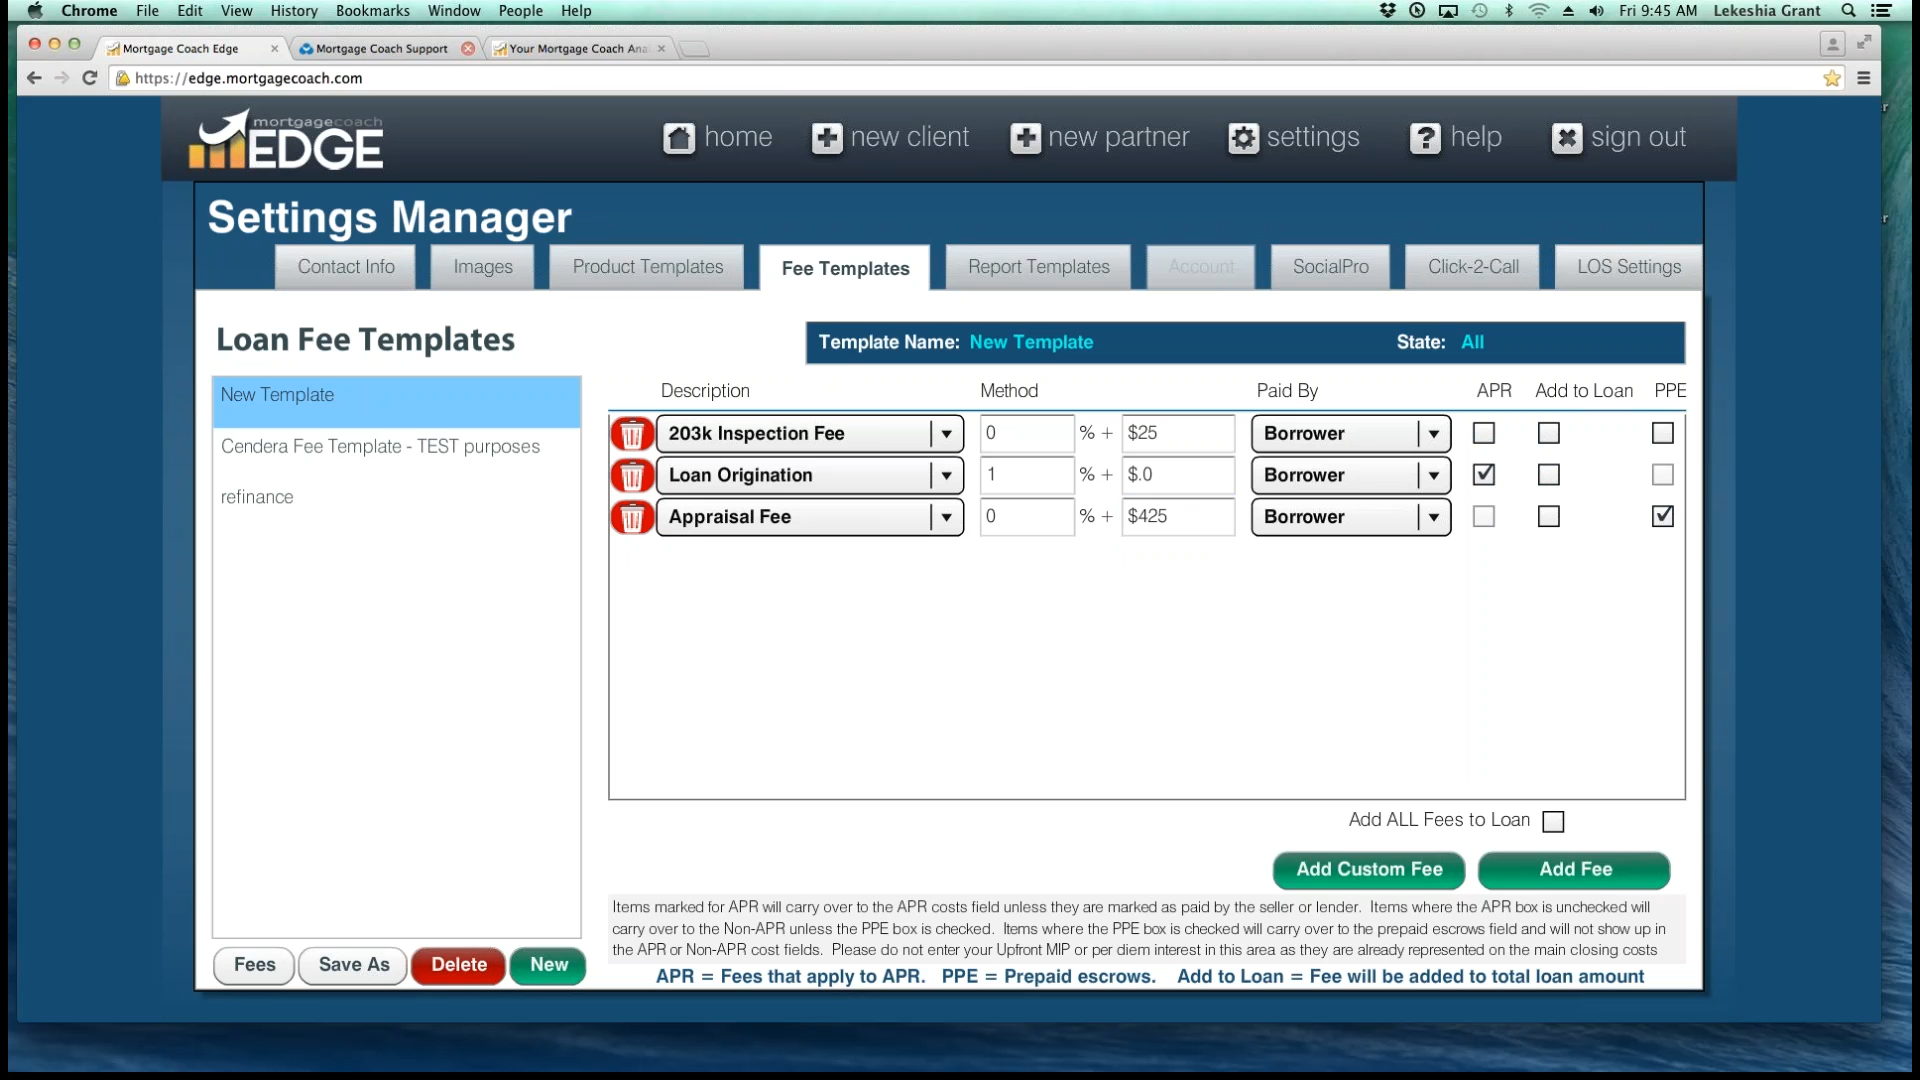 Chrome File Edit View History Bookmarks Window People Help Fri 9:45 AM Lekeshia Grant
Mortgage Coach Edge Mortgage Coach Support Your Mortgage Coach Ana
https://edge.mortgagecoach.com
mortgagecoach
EDGE
home new client new partner settings help sign out
Settings Manager
Contact Info Images Product Templates Fee Templates Report Templates Account SocialPro Click-2-Call LOS Settings
Loan Fee Templates
Template Name: New Template State: All
New Template
Cendera Fee Template - TEST purposes
refinance
Description Method Paid By APR Add to Loan PPE
203k Inspection Fee 0 % + $25 Borrower
Loan Origination 1 % + $.0 Borrower
Appraisal Fee 0 % + $425 Borrower
Add ALL Fees to Loan
Add Custom Fee Add Fee
Items marked for APR will carry over to the APR costs field unless they are marked as paid by the seller or lender. Items where the APR box is unchecked will
carry over to the Non-APR unless the PPE box is checked. Items where the PPE box is checked will carry over to the prepaid escrows field and will not show up in
the APR or Non-APR cost fields. Please do not enter your Upfront MIP or per diem interest in this area as they are already represented on the main closing costs
Fees Save As Delete New
APR = Fees that apply to APR. PPE = Prepaid escrows. Add to Loan = Fee will be added to total loan amount